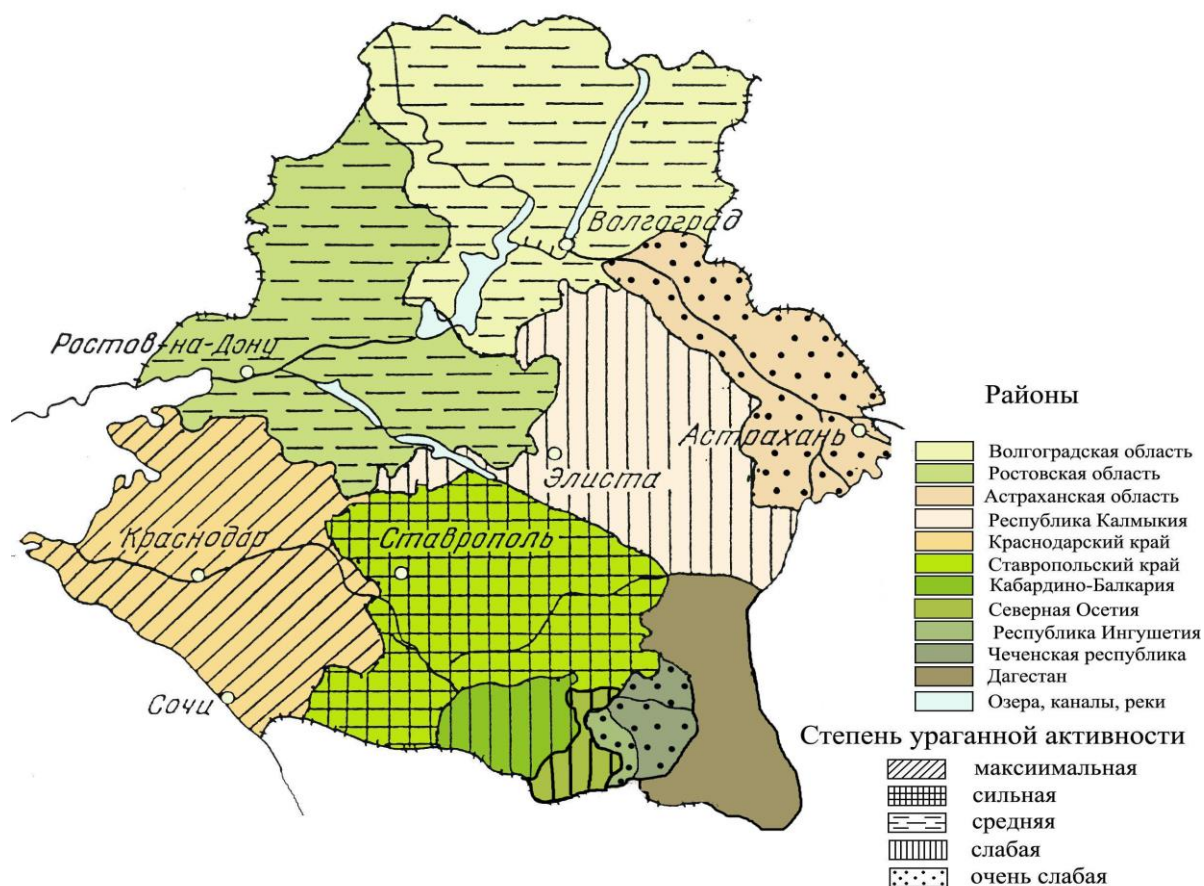 Волгоград
Ростов-на-Дону
Астрахань
Элиста
Краснодар
Ставрополь
Сочи
Районы
Волгоградская область
Ростовская область
Астраханская область
Республика Калмыкия
Краснодарский край
Ставропольский край
Кабардино-Балкария
Северная Осетия
Республика Ингушетия
Чеченская республика
Дагестан
Озера, каналы, реки
Степень ураганной активности
максиимальная
сильная
средняя
слабая
очень слабая